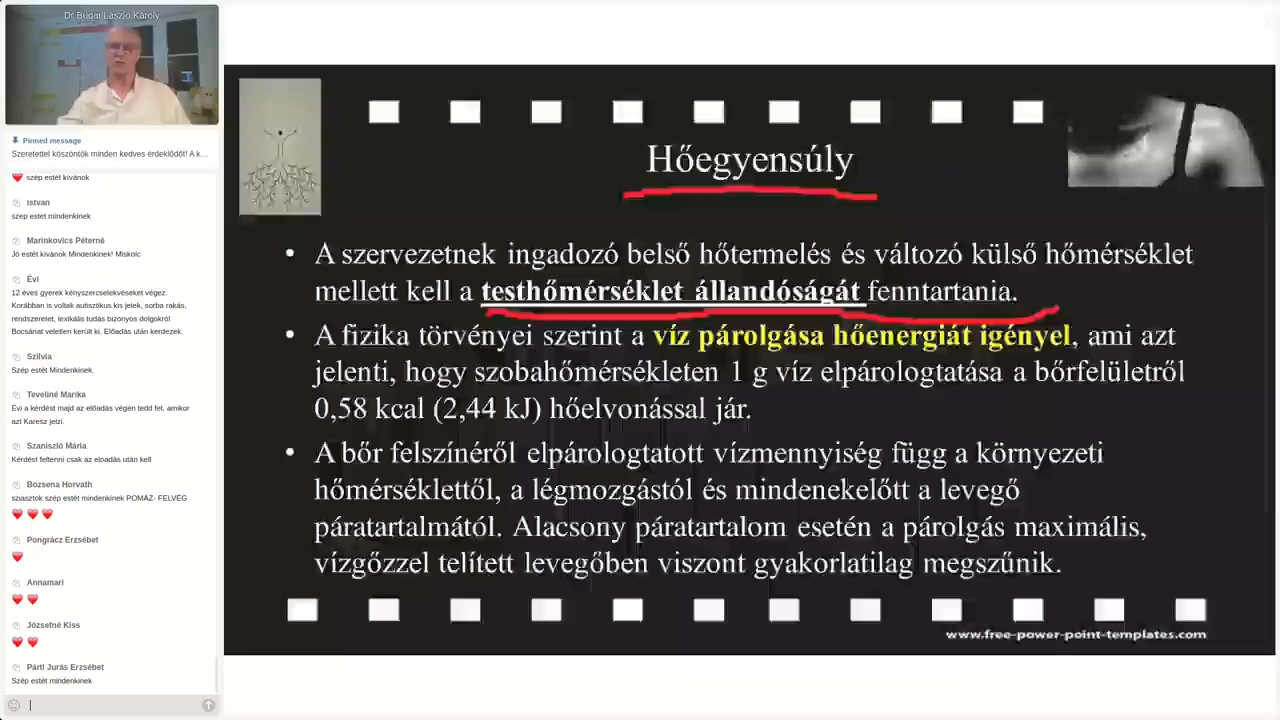 Dr Budai László Károly
Pinned message
Szeretettel köszöntök minden kedves érdeklődőt! A k…
szép estét kívánok
istvan
szep estet mindenkinek
Marinkovics Péterné
Jó estét kívánok Mindenkinek! Miskolc
Évi
12 éves gyerek kényszercselekvéséket végez.
Korábban is voltak autisztikus kis jelek, sorba rakás,
rendszeretet, lexikális tudás bizonyos dolgokról
Bocsánat veletlen került ki. Előadás után kerdezek.
Szilvia
Szép estét Mindenkinek.
Teveliné Marika
Évi a kérdést majd az előadás végén tedd fel, amikor
azt Karesz jelzi.
Szaniszló Mária
Kérdést feltenni csak az eloadás után kell
Bozsena Horvath
sziasztok szép estét mindenkinek POMÁZ- FELVÉG
Pongrácz Erzsébet
Annamari
Józsefné Kiss
Pártl Jurás Erzsébet
Szép estét mindenkinek
Hőegyensúly
• A szervezetnek ingadozó belső hőtermelés és változó külső hőmérséklet
mellett kell a testhőmérséklet állandóságát fenntartania.
• A fizika törvényei szerint a víz párolgása hőenergiát igényel, ami azt
jelenti, hogy szobahőmérsékleten 1 g víz elpárologtatása a bőrfelületről
0,58 kcal (2,44 kJ) hőelvonással jár.
• A bőr felszínéről elpárologtatott vízmennyiség függ a környezeti
hőmérséklettől, a légmozgástól és mindenekelőtt a levegő
páratartalmától. Alacsony páratartalom esetén a párolgás maximális,
vízgőzzel telített levegőben viszont gyakorlatilag megszűnik.
www.free-power-point-templates.com